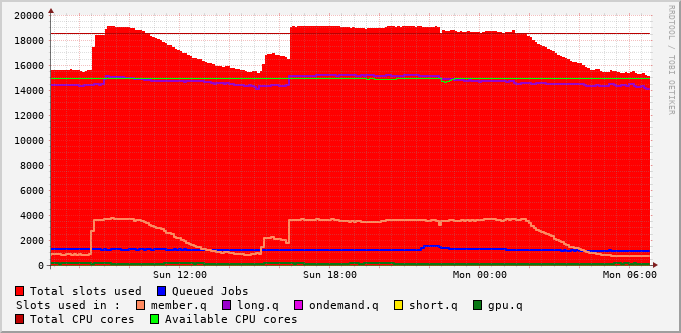 20000
18000
16000
14000
12000
10000
8000
6000
4000
2000
0
Sun 12:00 Sun 18:00 Mon 00:00 Mon 06:00
RRDTOOL / TOBI OETIKER
Total slots used Queued Jobs
Slots used in : member.q long.q ondemand.q short.q gpu.q
Total CPU cores Available CPU cores